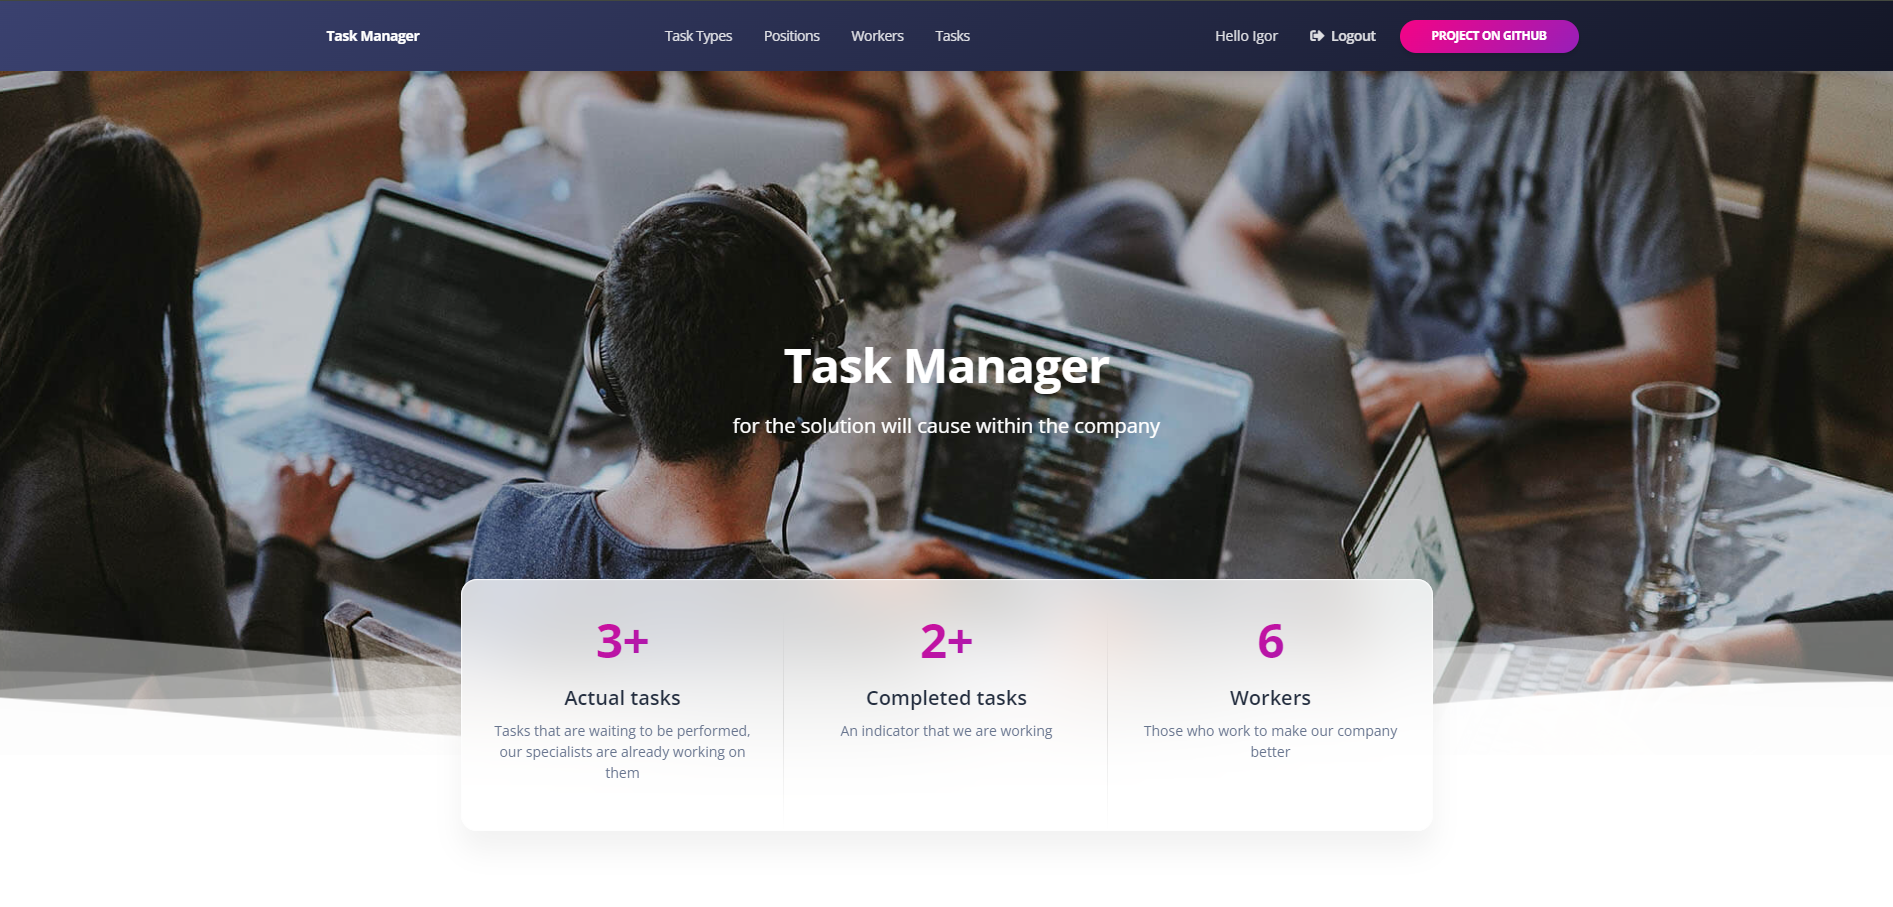 Task Manager
Task Types Positions Workers Tasks
Hello Igor Logout PROJECT ON GITHUB
Task Manager
for the solution will cause within the company
3+
Actual tasks
Tasks that are waiting to be performed,
our specialists are already working on
them
2+
Completed tasks
An indicator that we are working
6
Workers
Those who work to make our company
better